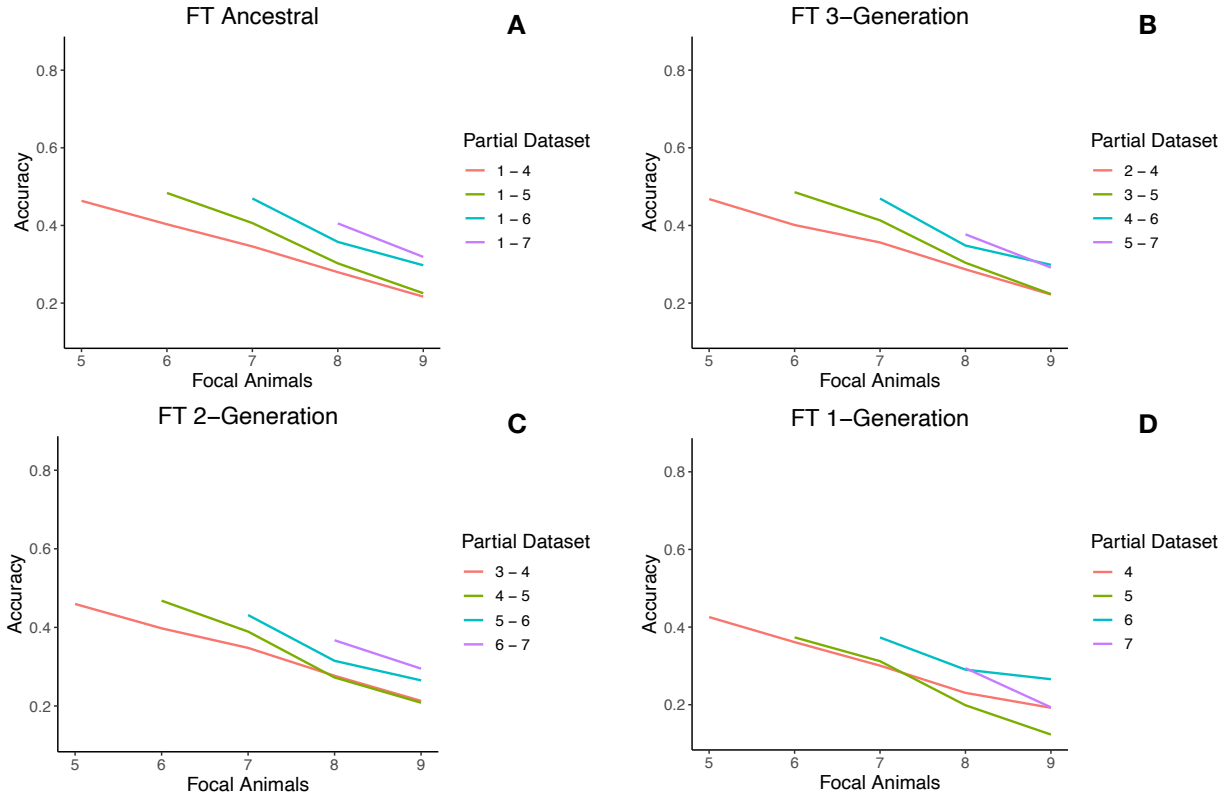 FT Ancestral
A
Accuracy
0.8
0.6
0.4
0.2
5 6 7 8 9
Focal Animals
Partial Dataset
1 – 4
1 – 5
1 – 6
1 – 7
FT 3–Generation
B
Accuracy
0.8
0.6
0.4
0.2
5 6 7 8 9
Focal Animals
Partial Dataset
2 – 4
3 – 5
4 – 6
5 – 7
FT 2–Generation
C
Accuracy
0.8
0.6
0.4
0.2
5 6 7 8 9
Focal Animals
Partial Dataset
3 – 4
4 – 5
5 – 6
6 – 7
FT 1–Generation
D
Accuracy
0.8
0.6
0.4
0.2
5 6 7 8 9
Focal Animals
Partial Dataset
4
5
6
7